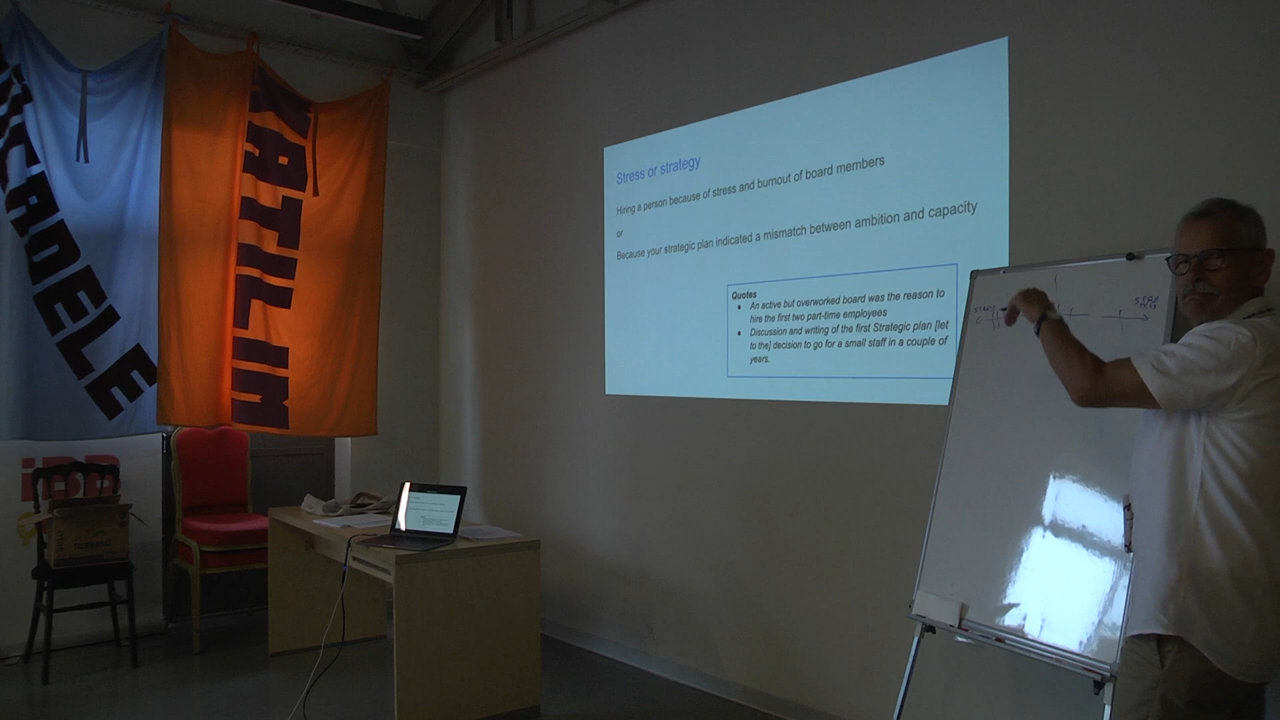 YATILIM
Stress or strategy
Hiring a person because of stress and burnout of board members
or
Because your strategic plan indicated a mismatch between ambition and capacity
Quotes
● An active but overworked board was the reason to
hire the first two part-time employees
● Discussion and writing of the first Strategic plan [let
to the] decision to go for a small staff in a couple of
years.